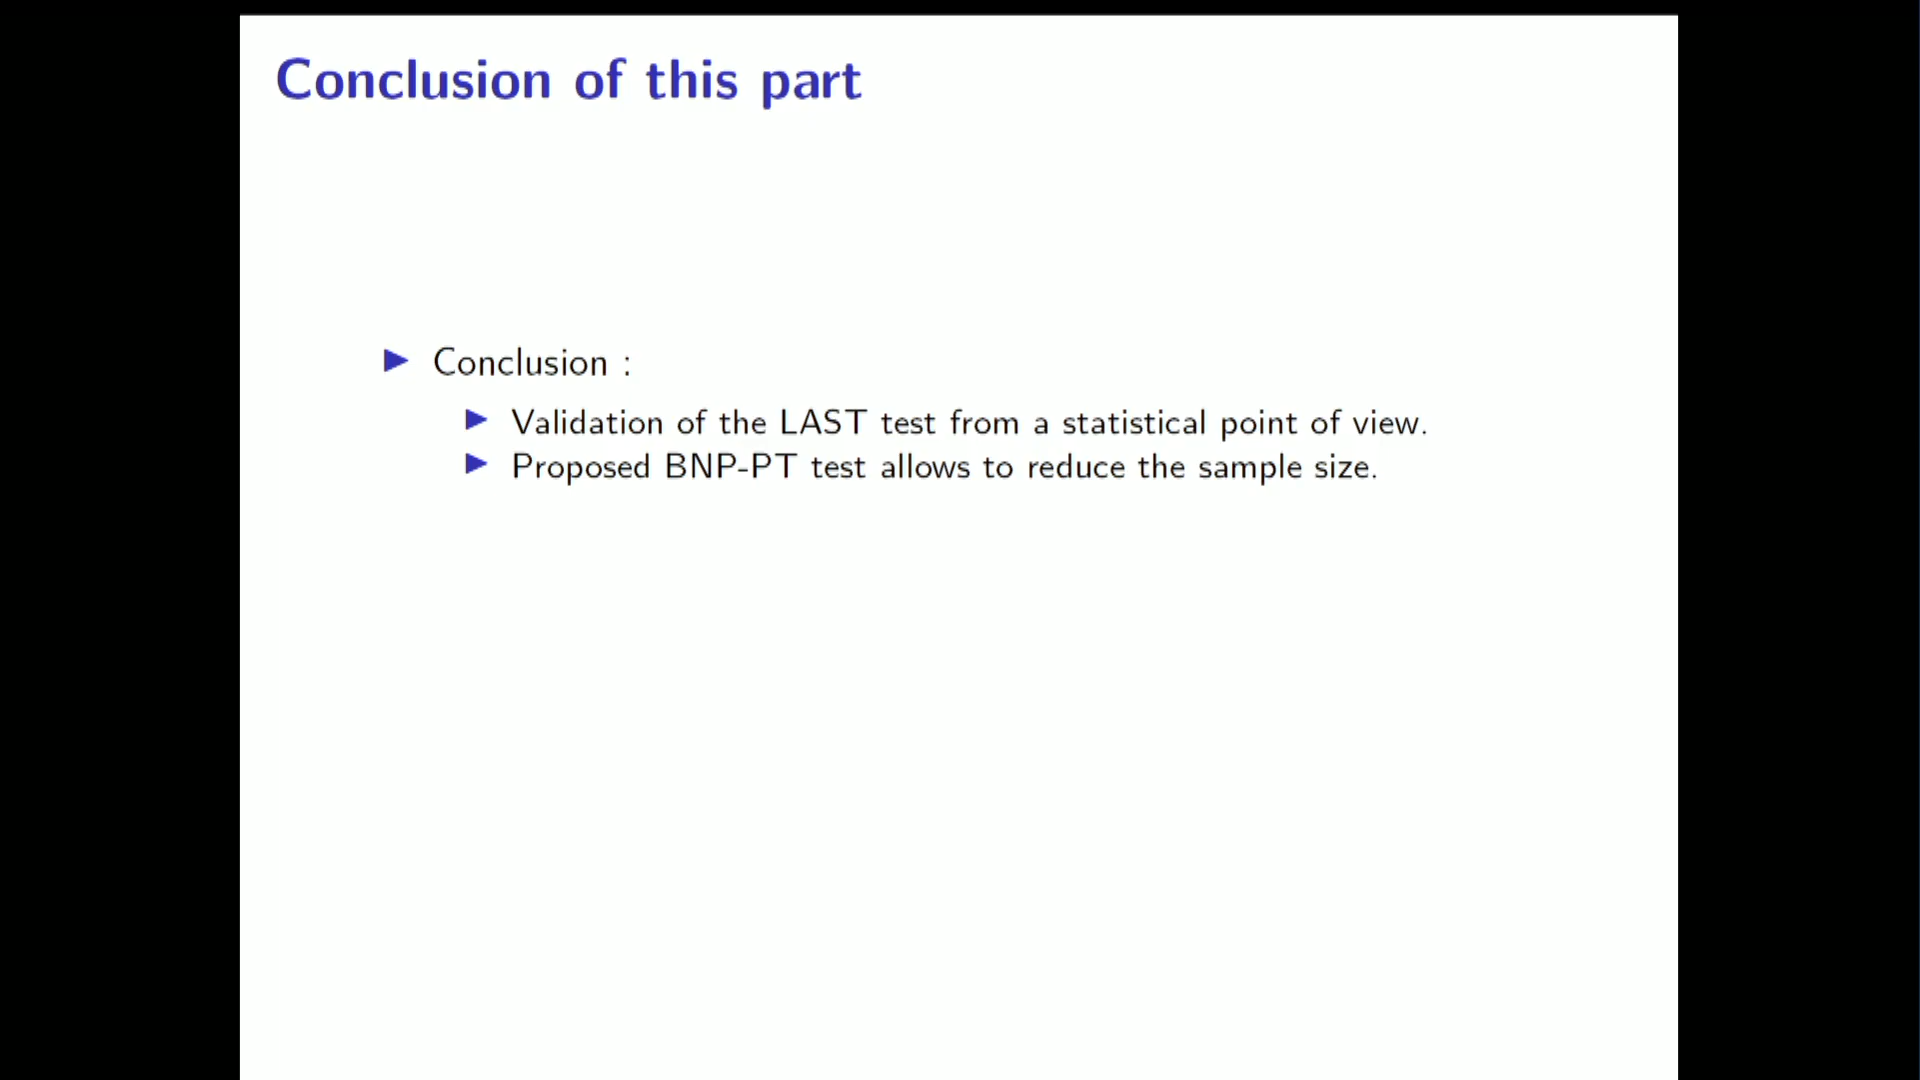 Conclusion of this part
Conclusion :
Validation of the LAST test from a statistical point of view.
Proposed BNP-PT test allows to reduce the sample size.